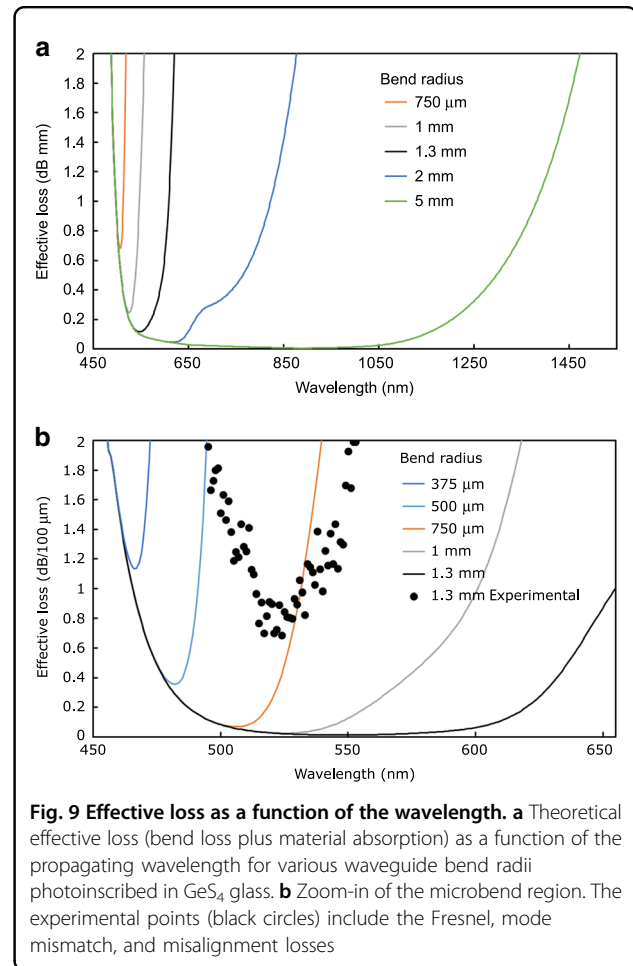 a
2
1.8
1.6
1.4
1.2
1
0.8
0.6
0.4
0.2
0
Effective loss (dB mm)
Bend radius
750 μm
1 mm
1.3 mm
2 mm
5 mm
450 650 850 1050 1250 1450
Wavelength (nm)
b
2
1.8
1.6
1.4
1.2
1
0.8
0.6
0.4
0.2
0
Effective loss (dB/100 μm)
Bend radius
375 μm
500 μm
750 μm
1 mm
1.3 mm
1.3 mm Experimental
450 500 550 600 650
Wavelength (nm)
Fig. 9 Effective loss as a function of the wavelength. a Theoretical
effective loss (bend loss plus material absorption) as a function of the
propagating wavelength for various waveguide bend radii
photoinscribed in GeS₄ glass. b Zoom-in of the microbend region. The
experimental points (black circles) include the Fresnel, mode
mismatch, and misalignment losses